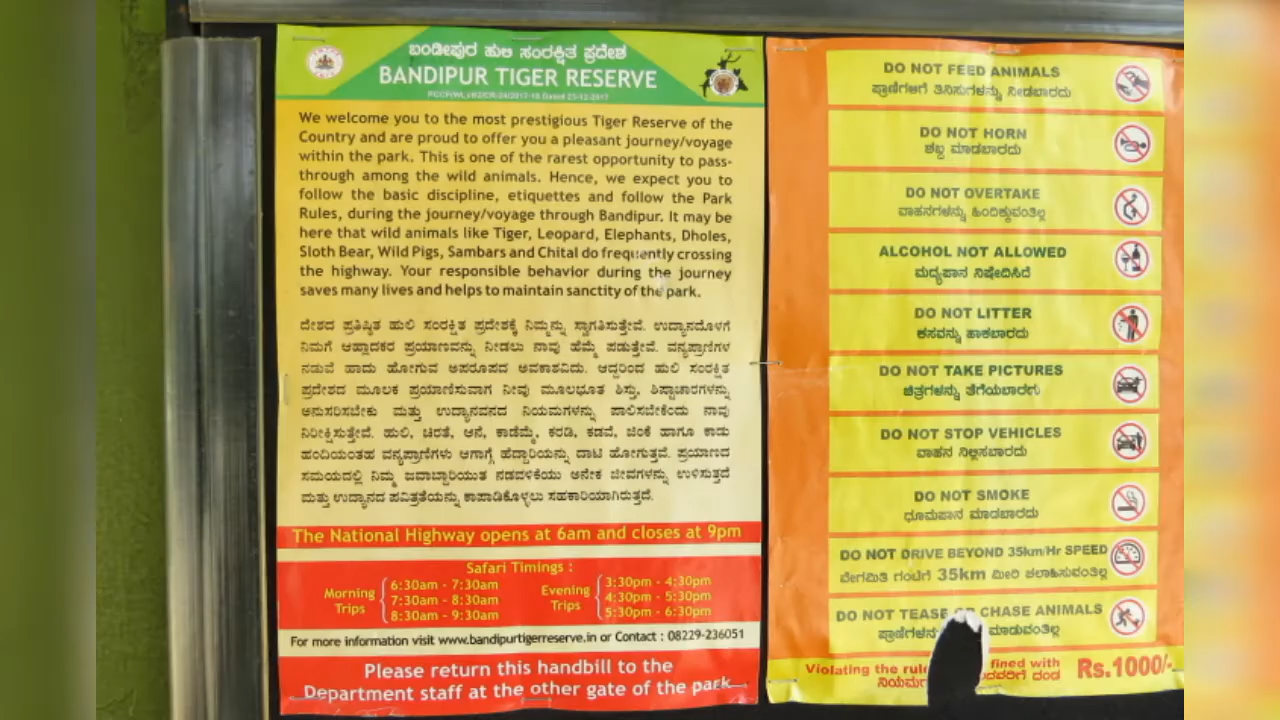 ಬಂಡೀಪುರ ಹುಲಿ ಸಂರಕ್ಷಿತ ಪ್ರದೇಶ
BANDIPUR TIGER RESERVE
We welcome you to the most prestigious Tiger Reserve of the
Country and are proud to offer you a pleasant journey/voyage
within the park. This is one of the rarest opportunity to pass-
through among the wild animals. Hence, we expect you to
follow the basic discipline, etiquettes and follow the Park
Rules, during the journey/voyage through Bandipur. It may be
here that wild animals like Tiger, Leopard, Elephants, Dholes,
Sloth Bear, Wild Pigs, Sambars and Chital do frequently crossing
the highway. Your responsible behavior during the journey
saves many lives and helps to maintain sanctity of the park.
ದೇಶದ ಪ್ರತಿಷ್ಠಿತ ಹುಲಿ ಸಂರಕ್ಷಿತ ಪ್ರದೇಶಕ್ಕೆ ನಿಮ್ಮನ್ನು ಸ್ವಾಗತಿಸುತ್ತೇವೆ. ಉದ್ಯಾನದೊಳಗೆ
ನಿಮಗೆ ಆಹ್ಲಾದಕರ ಪ್ರಯಾಣವನ್ನು ನೀಡಲು ನಾವು ಹೆಮ್ಮೆ ಪಡುತ್ತೇವೆ. ವನ್ಯಪ್ರಾಣಿಗಳ
ನಡುವೆ ಹಾದು ಹೋಗುವ ಅಪರೂಪದ ಅವಕಾಶವಿದು. ಆದ್ದರಿಂದ ಹುಲಿ ಸಂರಕ್ಷಿತ
ಪ್ರದೇಶದ ಮೂಲಕ ಪ್ರಯಾಣಿಸುವಾಗ ನೀವು ಮೂಲಭೂತ ಶಿಸ್ತು, ಶಿಷ್ಟಾಚಾರಗಳನ್ನು
ಅನುಸರಿಸಬೇಕು ಮತ್ತು ಉದ್ಯಾನವನದ ನಿಯಮಗಳನ್ನು ಪಾಲಿಸಬೇಕೆಂದು ನಾವು
ನಿರೀಕ್ಷಿಸುತ್ತೇವೆ. ಹುಲಿ, ಚಿರತೆ, ಆನೆ, ಕಾಡೆಮ್ಮೆ, ಕರಡಿ, ಕಡವೆ, ಜಿಂಕೆ ಹಾಗೂ ಕಾಡು
ಹಂದಿಯಂತಹ ವನ್ಯಪ್ರಾಣಿಗಳು ಆಗಾಗ್ಗೆ ಹೆದ್ದಾರಿಯನ್ನು ದಾಟಿ ಹೋಗುತ್ತವೆ. ಪ್ರಯಾಣದ
ಸಮಯದಲ್ಲಿ ನಿಮ್ಮ ಜವಾಬ್ದಾರಿಯುತ ನಡವಳಿಕೆಯು ಅನೇಕ ಜೀವಗಳನ್ನು ಉಳಿಸುತ್ತದೆ
ಮತ್ತು ಉದ್ಯಾನದ ಪವಿತ್ರತೆಯನ್ನು ಕಾಪಾಡಿಕೊಳ್ಳಲು ಸಹಕಾರಿಯಾಗಿರುತ್ತದೆ.
The National Highway opens at 6am and closes at 9pm
Safari Timings :
Morning Trips
6:30am - 7:30am
7:30am - 8:30am
8:30am - 9:30am
Evening Trips
3:30pm - 4:30pm
4:30pm - 5:30pm
5:30pm - 6:30pm
For more information visit www.bandipurtigerreserve.in or Contact : 08229-236051
Please return this handbill to the
Department staff at the other gate of the park
DO NOT FEED ANIMALS
ಪ್ರಾಣಿಗಳಿಗೆ ತಿನಿಸುಗಳನ್ನು ನೀಡಬಾರದು
DO NOT HORN
ಶಬ್ದ ಮಾಡಬಾರದು
DO NOT OVERTAKE
ವಾಹನಗಳನ್ನು ಹಿಂದಿಕ್ಕುವಂತಿಲ್ಲ
ALCOHOL NOT ALLOWED
ಮದ್ಯಪಾನ ನಿಷೇದಿಸಿದೆ
DO NOT LITTER
ಕಸವನ್ನು ಹಾಕಬಾರದು
DO NOT TAKE PICTURES
ಚಿತ್ರಗಳನ್ನು ತೆಗೆಯಬಾರದು
DO NOT STOP VEHICLES
ವಾಹನ ನಿಲ್ಲಿಸಬಾರದು
DO NOT SMOKE
ಧೂಮಪಾನ ಮಾಡಬಾರದು
DO NOT DRIVE BEYOND 35km/Hr SPEED
ವೇಗಮಿತಿ ಗಂಟೆಗೆ 35km ಮೀರಿ ಚಲಾಹಿಸುವಂತಿಲ್ಲ
DO NOT TEASE OR CHASE ANIMALS
ಮಾಡುವಂತಿಲ್ಲ
Violating the fined with Rs.1000/-
ದಂಡ